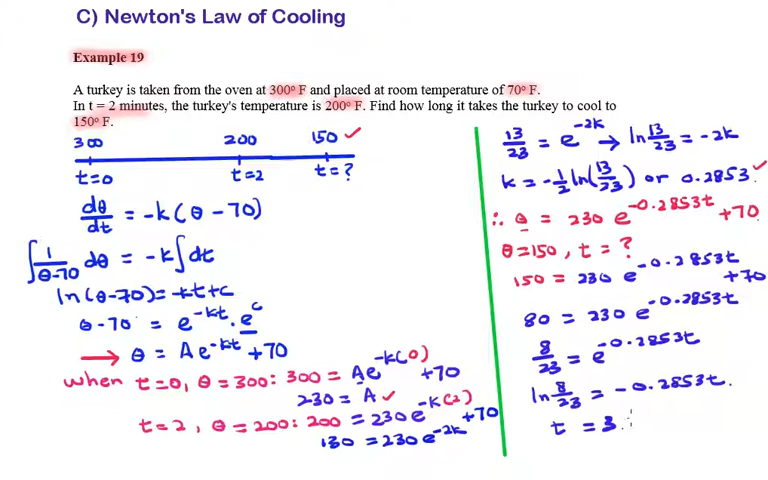 C) Newton's Law of Cooling
Example 19
A turkey is taken from the oven at 300° F and placed at room temperature of 70° F.
In t = 2 minutes, the turkey's temperature is 200° F. Find how long it takes the turkey to cool to
150° F.
300 200 150 ✓
t=0 t=2 t=?
dθ/dt = -k(θ-70)
∫ 1/(θ-70) dθ = -k∫dt
ln(θ-70) = -kt+c
θ-70 = e^(-kt) . e^c
→ θ = Ae^(-kt) +70
when t=0, θ=300: 300 = Ae^(-k(0)) +70
230 = A ✓
t=2, θ=200: 200 = 230e^(-k(2)) +70
130 = 230e^(-2k)
13/23 = e^(-2k) → ln 13/23 = -2k
k = -1/2 ln(13/23) or 0.2853 ✓
∴ θ = 230 e^(-0.2853t) +70
θ=150, t=?
150 = 230 e^(-0.2853t) +70
80 = 230 e^(-0.2853t)
8/23 = e^(-0.2853t)
ln 8/23 = -0.2853t.
t = 3.